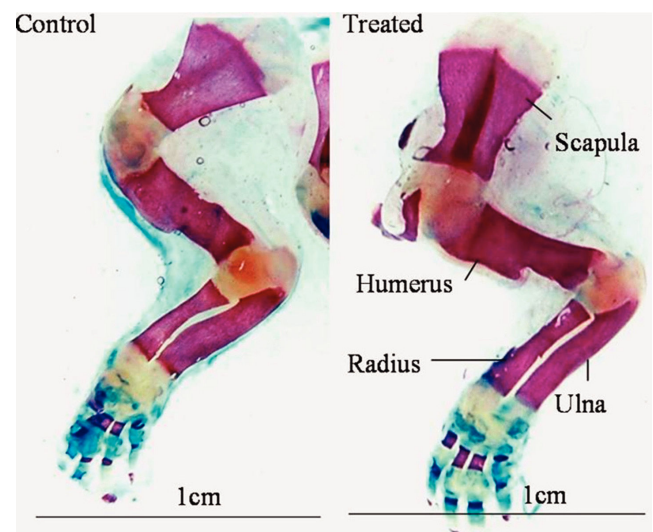 Control
Treated
Scapula
Humerus
Radius
Ulna
1cm
1cm